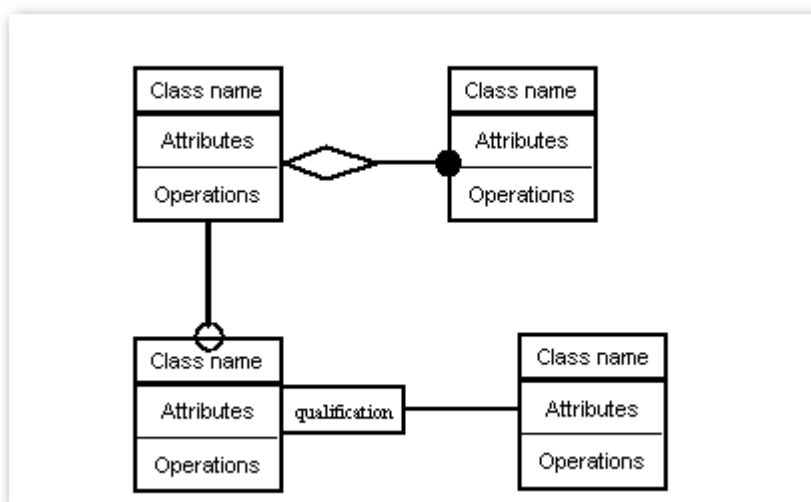 Class name
Attributes
Operations
Class name
Attributes
Operations
Class name
Attributes
Operations
qualification
Class name
Attributes
Operations